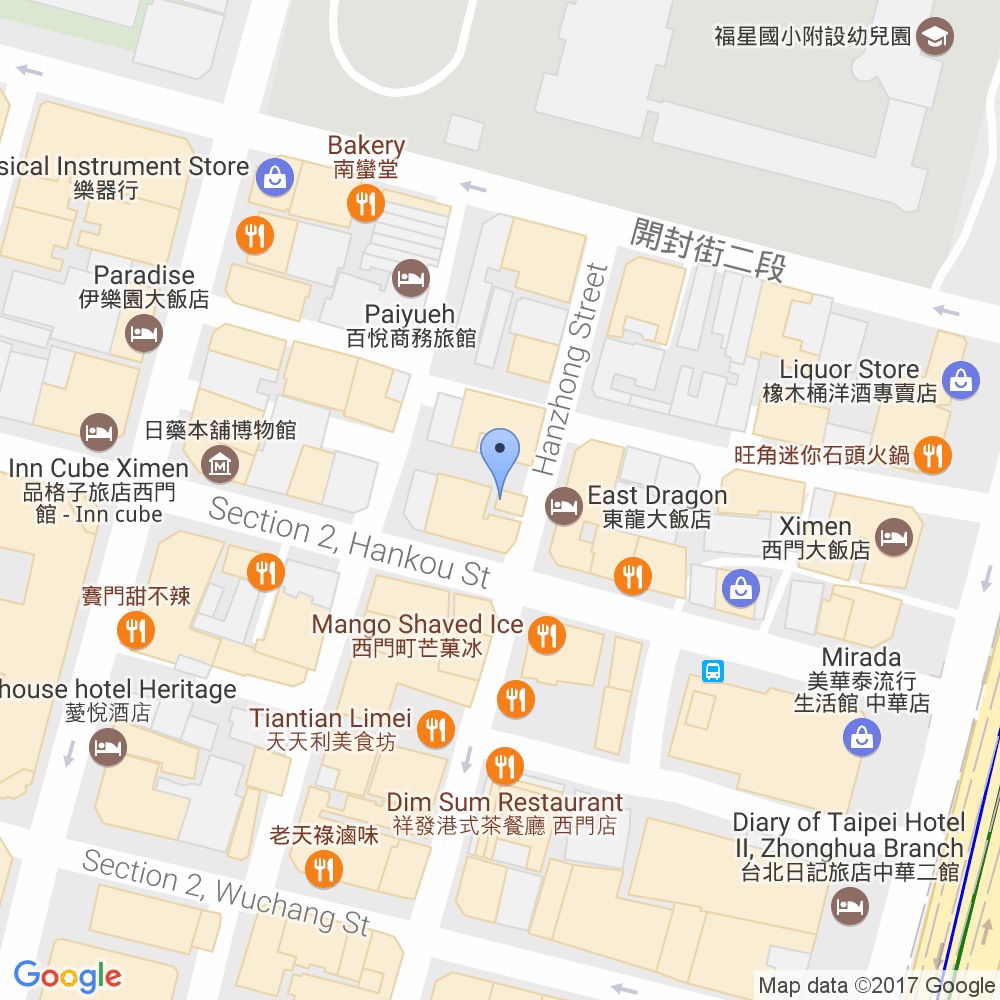 福星國小附設幼兒園
Bakery
南蠻堂
sical Instrument Store
樂器行
開封街二段
Paradise
伊樂園大飯店
Paiyueh
百悅商務旅館
Hanzhong Street
Liquor Store
橡木桶洋酒專賣店
日藥本舖博物館
旺角迷你石頭火鍋
Inn Cube Ximen
品格子旅店西門
館 - Inn cube
East Dragon
東龍大飯店
Section 2, Hankou St
Ximen
西門大飯店
賽門甜不辣
Mango Shaved Ice
西門町芒菓冰
Mirada
美華泰流行
生活館 中華店
house hotel Heritage
薆悅酒店
Tiantian Limei
天天利美食坊
Dim Sum Restaurant
祥發港式茶餐廳 西門店
老天祿滷味
Diary of Taipei Hotel
II, Zhonghua Branch
台北日記旅店中華二館
Section 2, Wuchang St
Google
Map data ©2017 Google